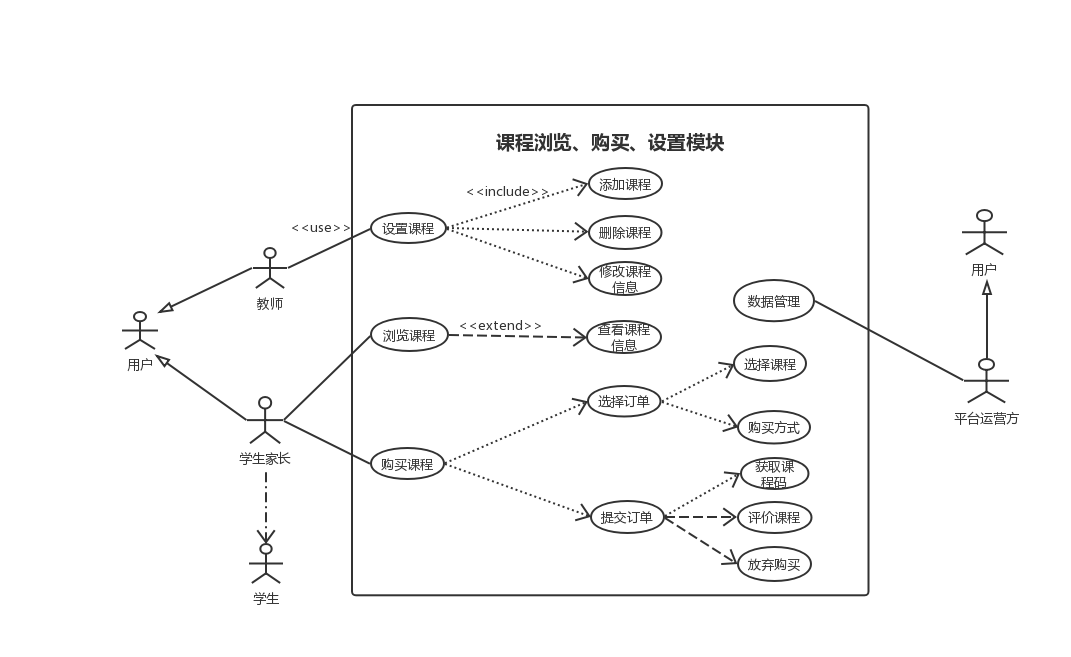 课程浏览、购买、设置模块
<<include>>
添加课程
<<use>>
设置课程
删除课程
用户
修改课程
信息
教师
数据管理
<<extend>>
浏览课程
查看课程
信息
用户
选择课程
选择订单
平台运营方
购买方式
学生家长
购买课程
获取课
程码
提交订单
评价课程
放弃购买
学生